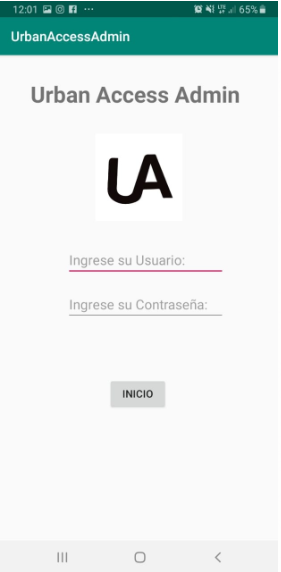 12:01 ... 65%
UrbanAccessAdmin
Urban Access Admin
UA
Ingrese su Usuario:
Ingrese su Contraseña:
INICIO